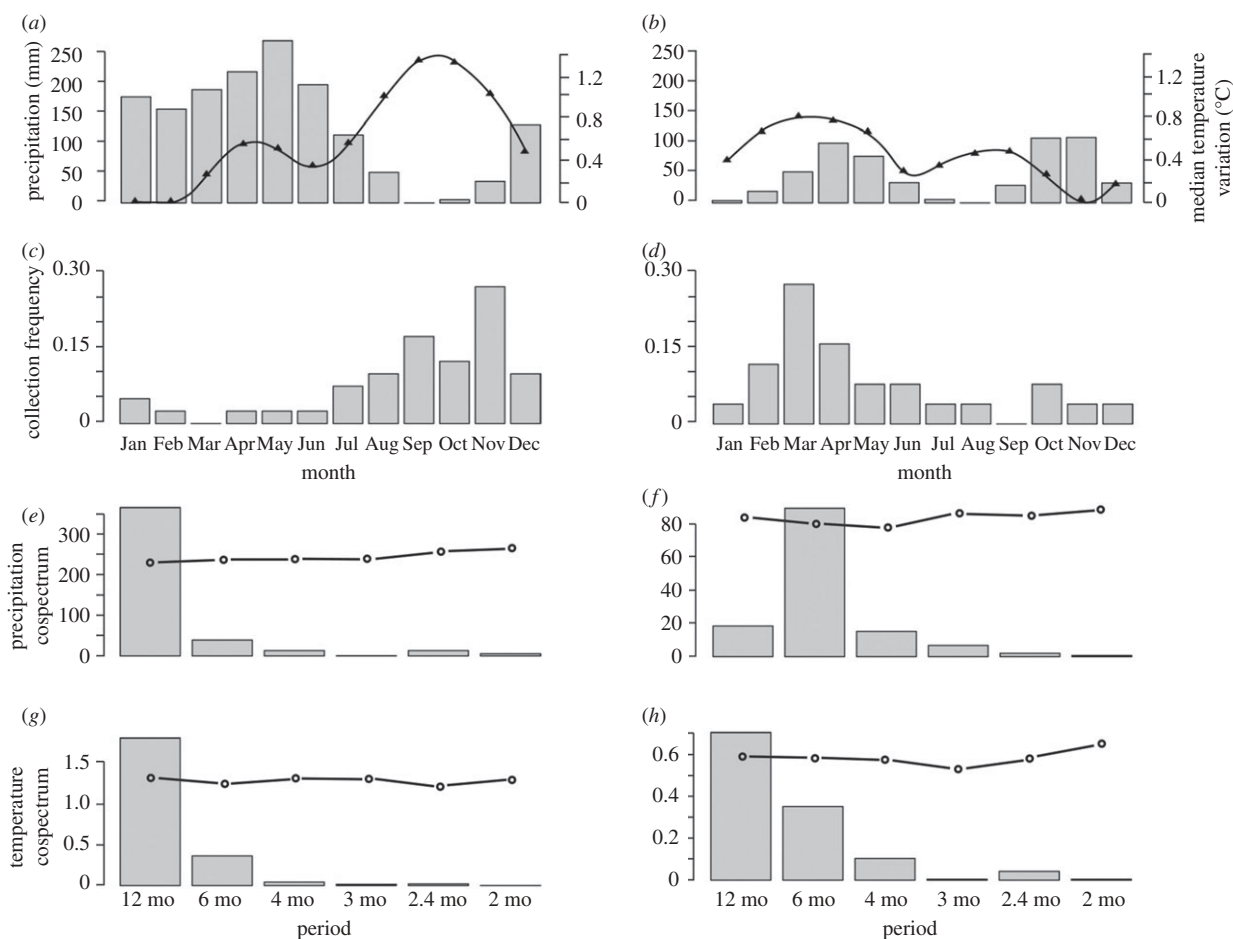 (a)
precipitation (mm)
250
200
150
100
50
0
1.2
0.8
0.4
0
(b)
250
200
150
100
50
0
1.2
0.8
0.4
0
median temperature
variation (°C)
(c)
collection frequency
0.30
0.15
0
Jan Feb Mar Apr May Jun Jul Aug Sep Oct Nov Dec
month
(d)
0.30
0.15
0
Jan Feb Mar Apr May Jun Jul Aug Sep Oct Nov Dec
month
(e)
precipitation
cospectrum
300
200
100
0
(f)
80
60
40
20
0
(g)
temperature
cospectrum
1.5
1.0
0.5
0
12 mo 6 mo 4 mo 3 mo 2.4 mo 2 mo
period
(h)
0.6
0.4
0.2
0
12 mo 6 mo 4 mo 3 mo 2.4 mo 2 mo
period